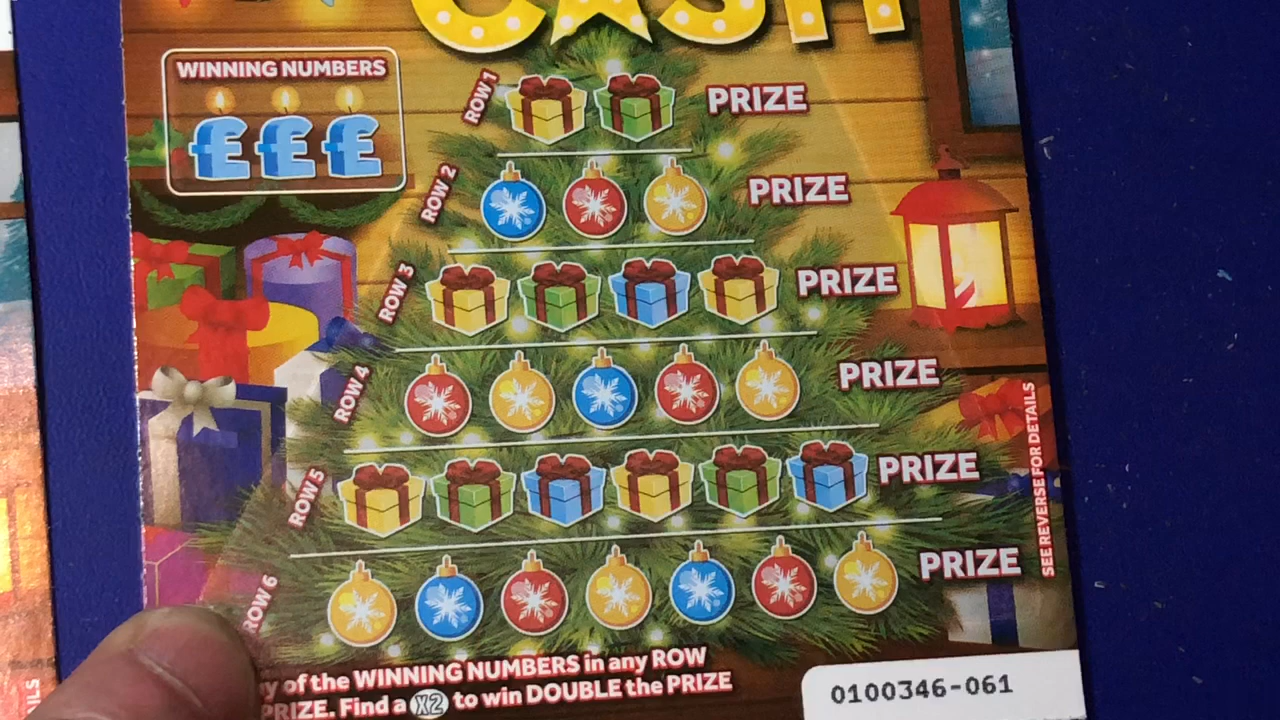 CASH
WINNING NUMBERS
£ £ £
ROW 1 PRIZE
ROW 2 PRIZE
ROW 3 PRIZE
ROW 4 PRIZE
ROW 5 PRIZE
ROW 6 PRIZE
SEE REVERSE FOR DETAILS
of the WINNING NUMBERS in any ROW
PRIZE. Find a X2 to win DOUBLE the PRIZE
0100346-061